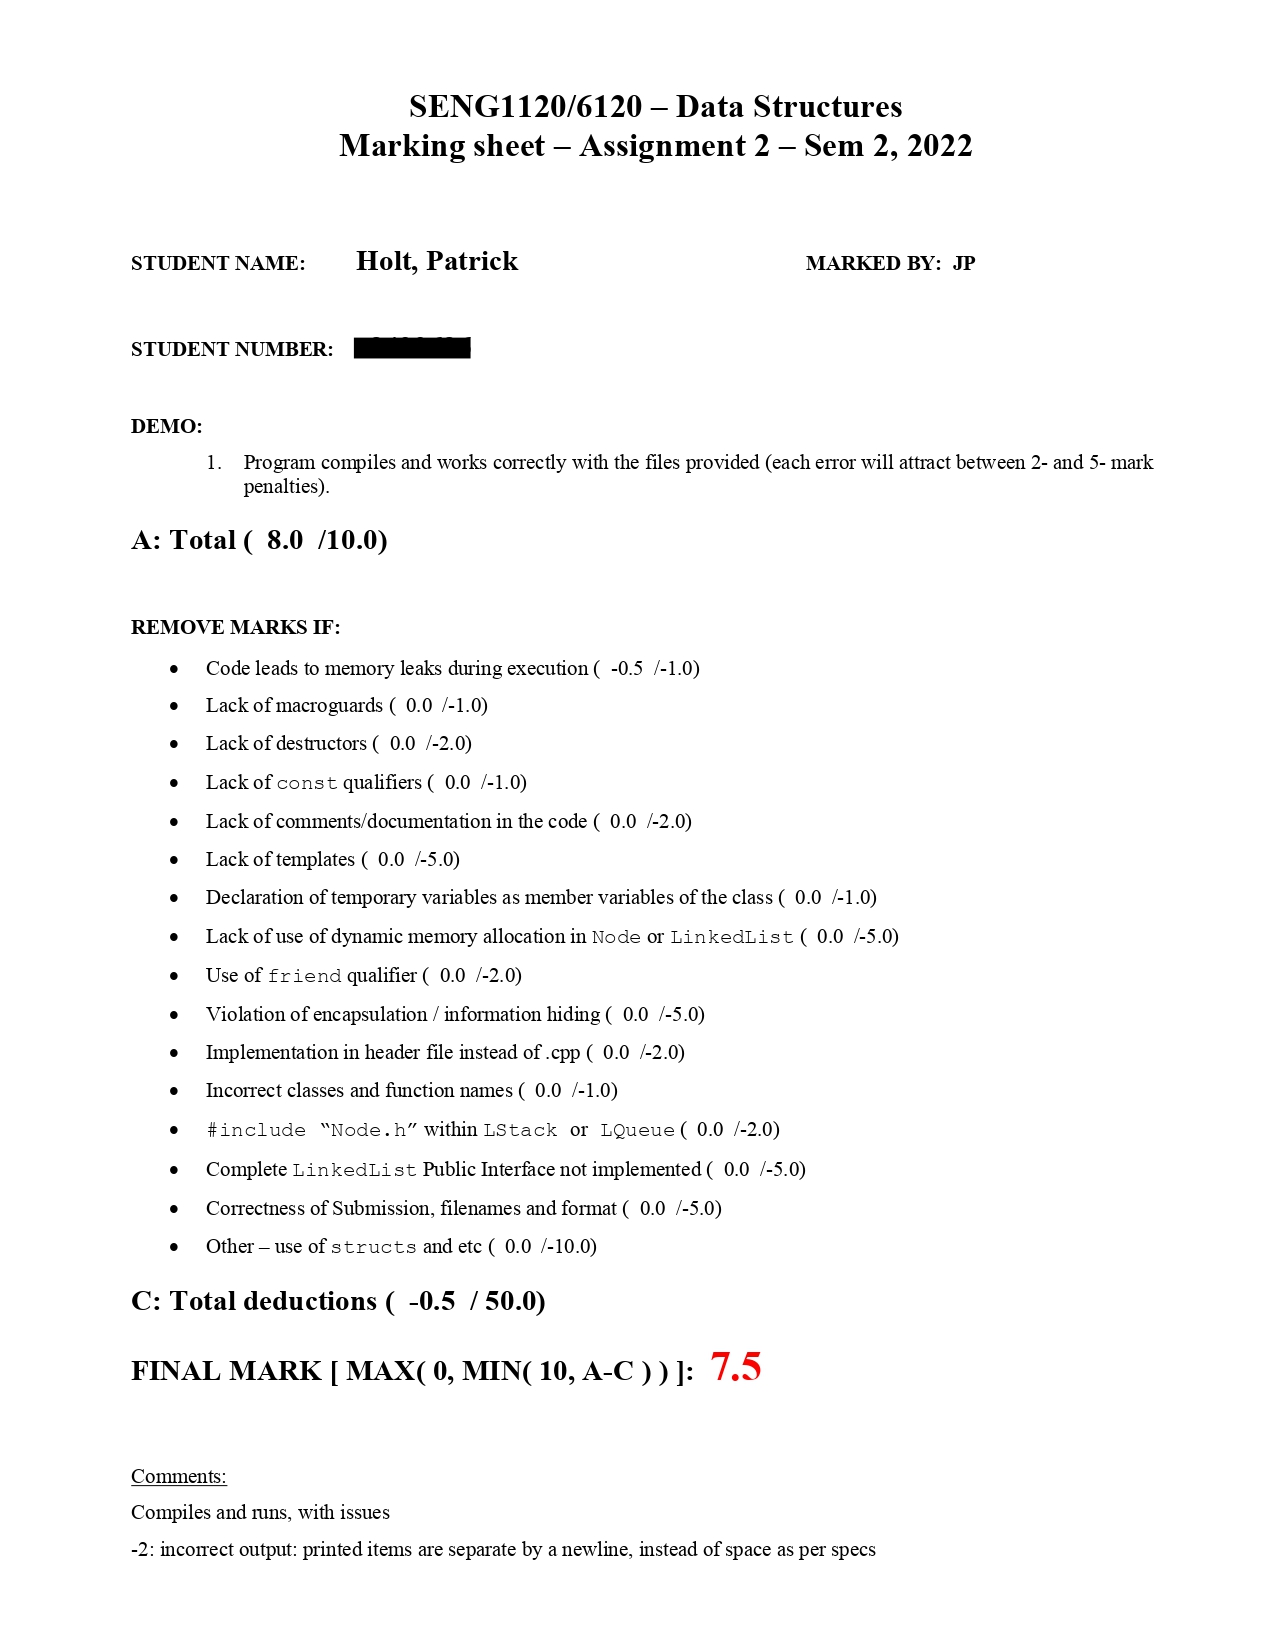 SENG1120/6120 – Data Structures
Marking sheet – Assignment 2 – Sem 2, 2022
STUDENT NAME: Holt, Patrick MARKED BY: JP
STUDENT NUMBER:
DEMO:
1. Program compiles and works correctly with the files provided (each error will attract between 2- and 5- mark
penalties).
A: Total ( 8.0 /10.0)
REMOVE MARKS IF:
• Code leads to memory leaks during execution ( -0.5 /-1.0)
• Lack of macroguards ( 0.0 /-1.0)
• Lack of destructors ( 0.0 /-2.0)
• Lack of const qualifiers ( 0.0 /-1.0)
• Lack of comments/documentation in the code ( 0.0 /-2.0)
• Lack of templates ( 0.0 /-5.0)
• Declaration of temporary variables as member variables of the class ( 0.0 /-1.0)
• Lack of use of dynamic memory allocation in Node or LinkedList ( 0.0 /-5.0)
• Use of friend qualifier ( 0.0 /-2.0)
• Violation of encapsulation / information hiding ( 0.0 /-5.0)
• Implementation in header file instead of .cpp ( 0.0 /-2.0)
• Incorrect classes and function names ( 0.0 /-1.0)
• #include “Node.h” within LStack or LQueue ( 0.0 /-2.0)
• Complete LinkedList Public Interface not implemented ( 0.0 /-5.0)
• Correctness of Submission, filenames and format ( 0.0 /-5.0)
• Other – use of structs and etc ( 0.0 /-10.0)
C: Total deductions ( -0.5 / 50.0)
FINAL MARK [ MAX( 0, MIN( 10, A-C ) ) ]: 7.5
Comments:
Compiles and runs, with issues
-2: incorrect output: printed items are separate by a newline, instead of space as per specs